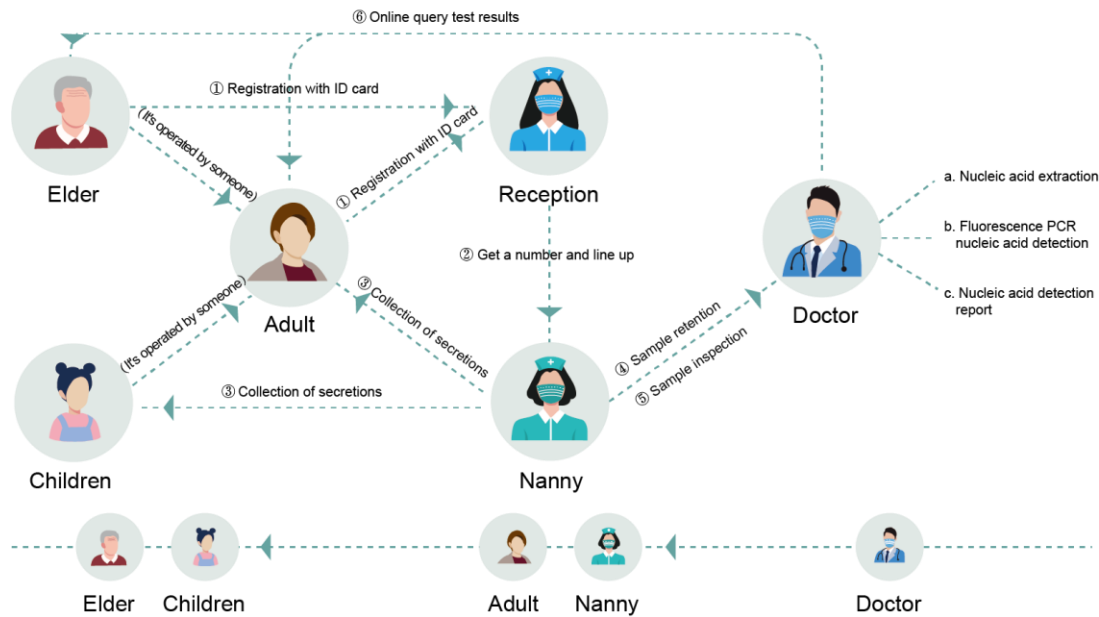 ⑥ Online query test results
① Registration with ID card
(It's operated by someone)
① Registration with ID card
Elder
Reception
a. Nucleic acid extraction
b. Fluorescence PCR
nucleic acid detection
② Get a number and line up
c. Nucleic acid detection
report
Adult
Doctor
(It's operated by someone)
③ Collection of secretions
④ Sample retention
⑤ Sample inspection
③ Collection of secretions
Children
Nanny
Elder
Children
Adult
Nanny
Doctor